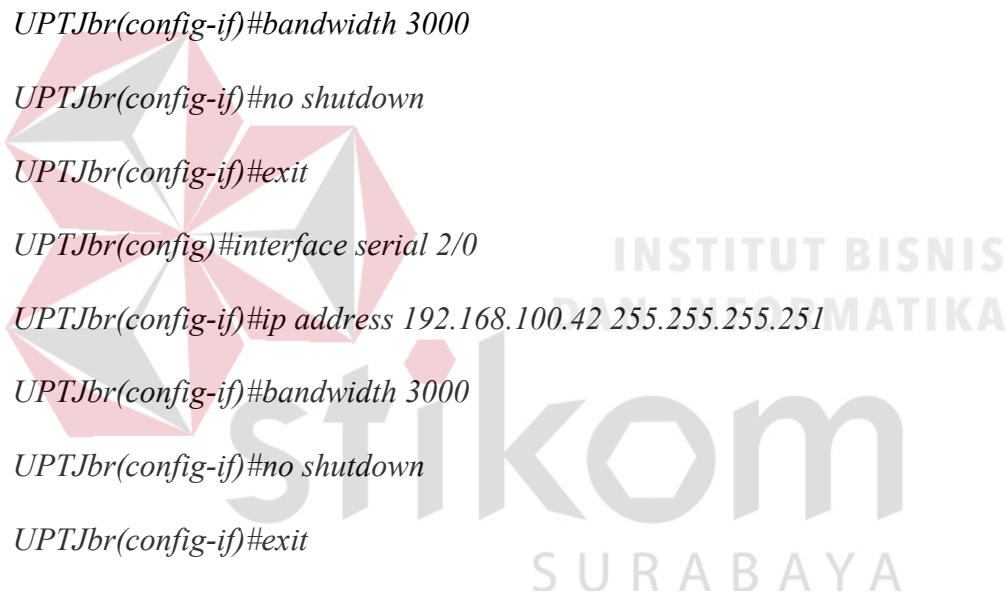 UPTJbr(config-if)#bandwidth 3000
UPTJbr(config-if)#no shutdown
UPTJbr(config-if)#exit
UPTJbr(config)#interface serial 2/0
INSTITUT BISNIS
UPTJbr(config-if)#ip address 192.168.100.42 255.255.255.251
DAN INFORMATIKA
UPTJbr(config-if)#bandwidth 3000
stikom
UPTJbr(config-if)#no shutdown
UPTJbr(config-if)#exit
SURABAYA